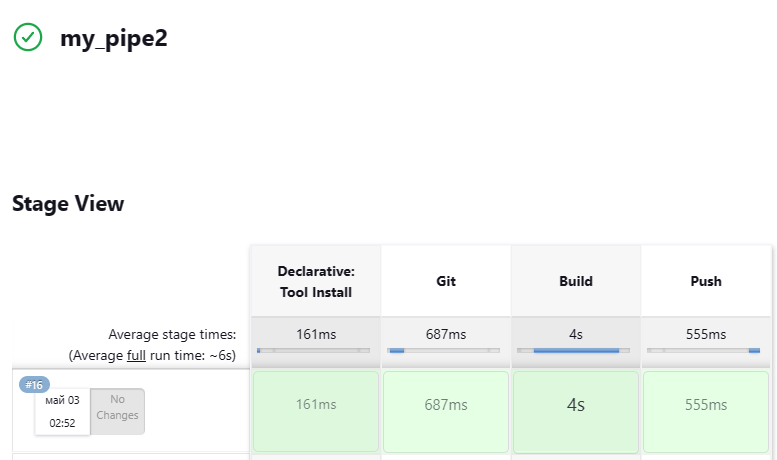 my_pipe2
Stage View
Declarative:
Tool Install
Git
Build
Push
Average stage times:
(Average full run time: ~6s)
161ms
687ms
4s
555ms
#16
май 03
02:52
No
Changes
161ms
687ms
4s
555ms